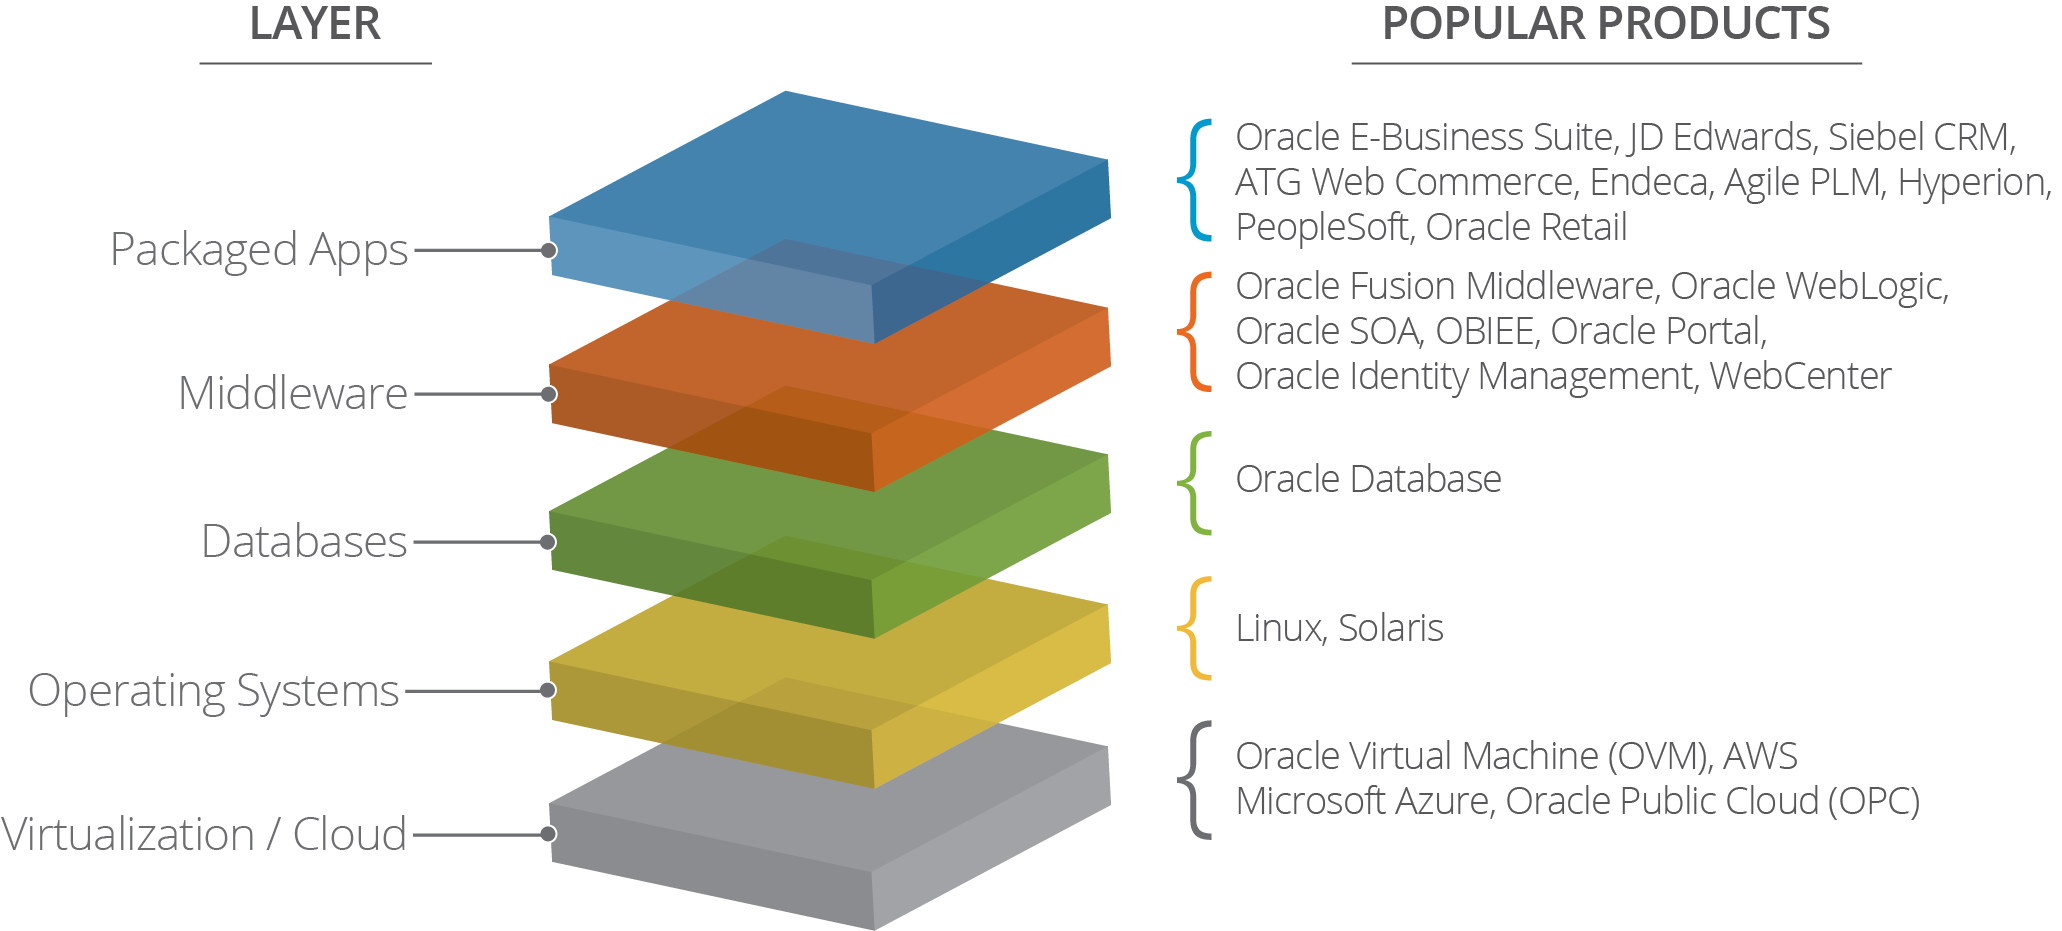 LAYER
POPULAR PRODUCTS
Packaged Apps
Oracle E-Business Suite, JD Edwards, Siebel CRM,
ATG Web Commerce, Endeca, Agile PLM, Hyperion,
PeopleSoft, Oracle Retail
Middleware
Oracle Fusion Middleware, Oracle WebLogic,
Oracle SOA, OBIEE, Oracle Portal,
Oracle Identity Management, WebCenter
Databases
Oracle Database
Operating Systems
Linux, Solaris
Virtualization / Cloud
Oracle Virtual Machine (OVM), AWS
Microsoft Azure, Oracle Public Cloud (OPC)